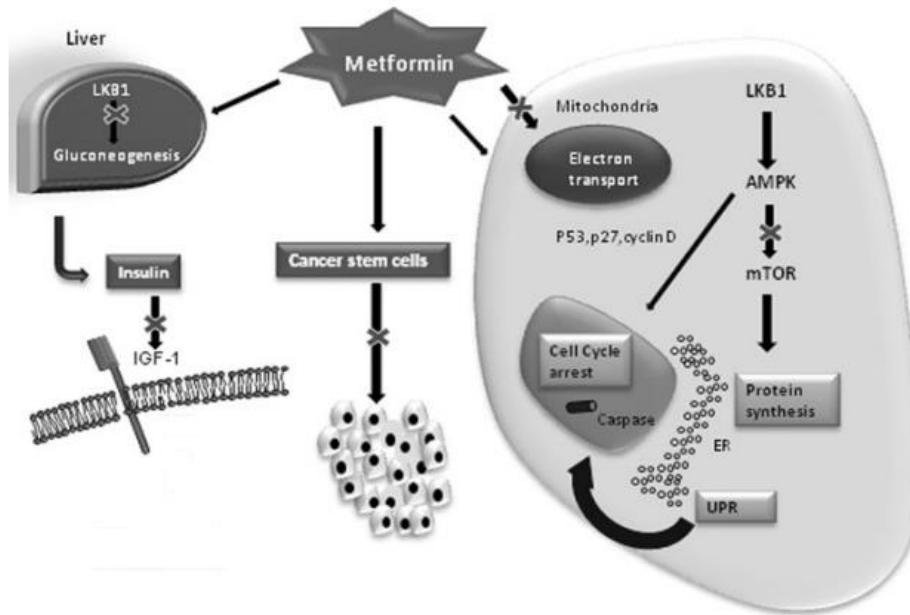 Liver
Metformin
LKB1
Gluconeogenesis
Insulin
IGF-1
Cancer stem cells
Mitochondria
Electron
transport
LKB1
AMPK
P53,p27,cyclin D
mTOR
Cell Cycle
arrest
Caspase
Protein
synthesis
ER
UPR